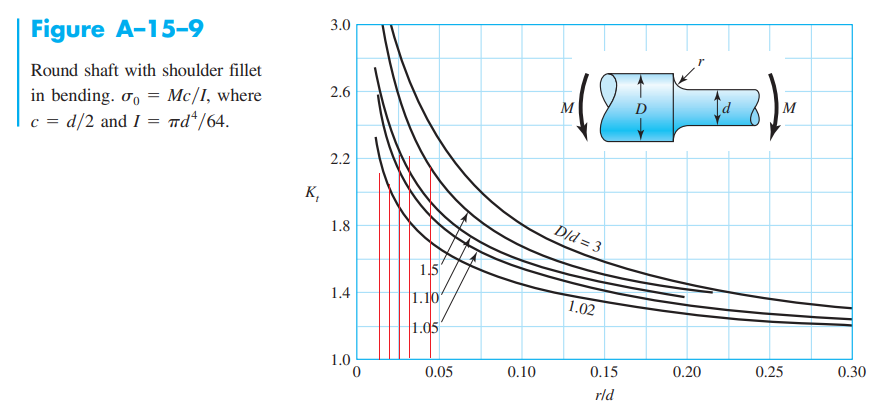 Figure A–15–9
Round shaft with shoulder fillet
in bending. σ₀ = Mc/I, where
c = d/2 and I = πd⁴/64.
3.0
2.6
2.2
Kₜ
1.8
1.4
1.0
r
M
D
d
M
D/d = 3
1.5
1.10
1.05
1.02
0
0.05
0.10
0.15
0.20
0.25
0.30
r/d